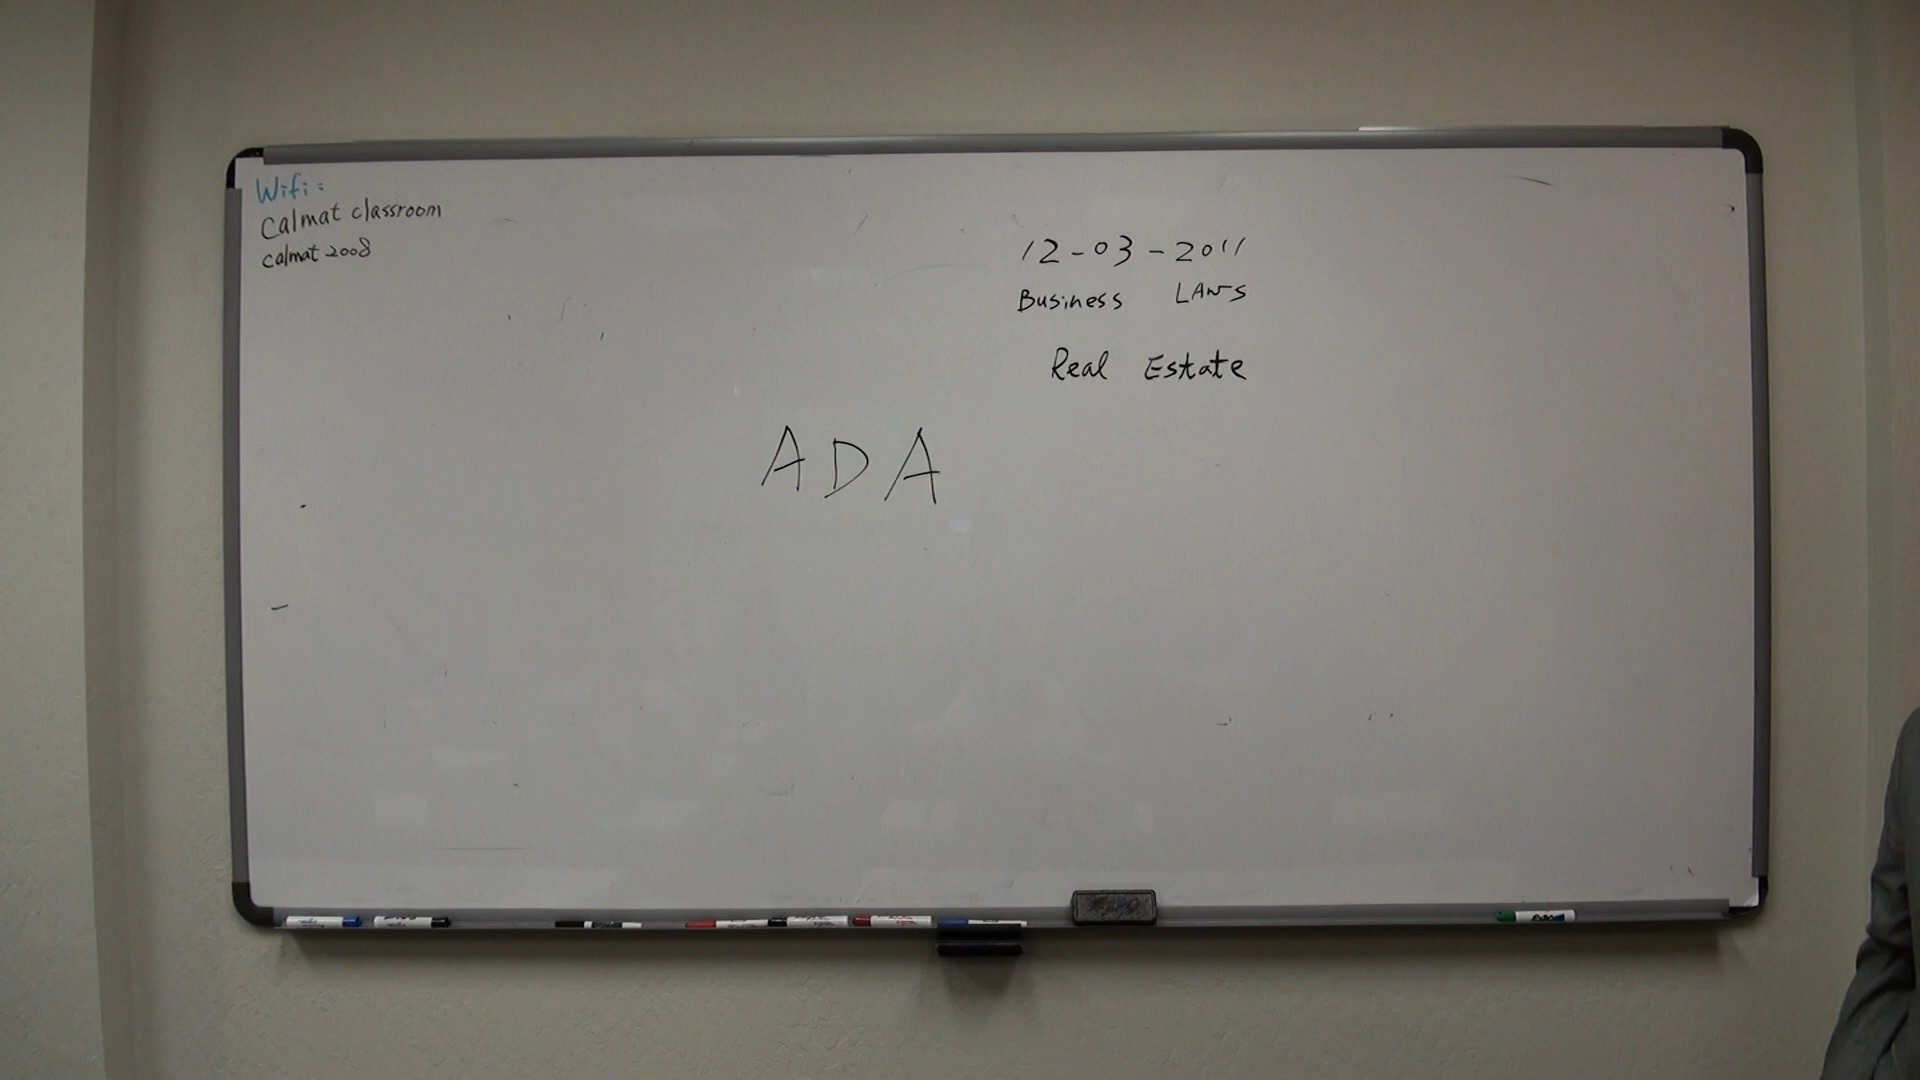 Wifi:
Calmat classroom
calmat 2008
12-03-2011
Business LAws
Real Estate
ADA